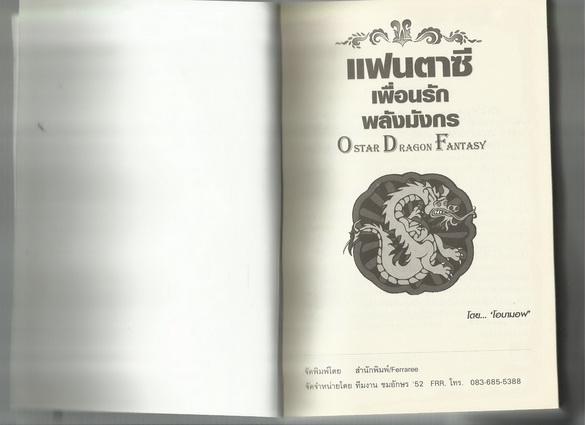 แฟนตาซี
เพื่อนรัก
พลังมังกร
OSTAR DRAGON FANTASY
โดย... 'โอบามอฟ'
จัดพิมพ์โดย สำนักพิมพ์/Ferraree
จัดจำหน่ายโดย ทีมงาน ชมอักษร '52 FRR. โทร. 083-685-5388